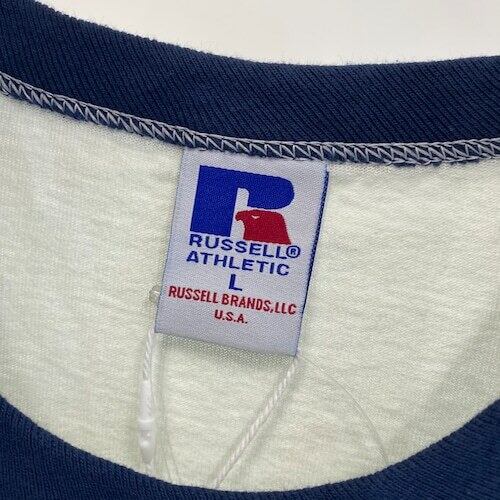 RUSSELL®
ATHLETIC
L
RUSSELL BRANDS,LLC
U.S.A.